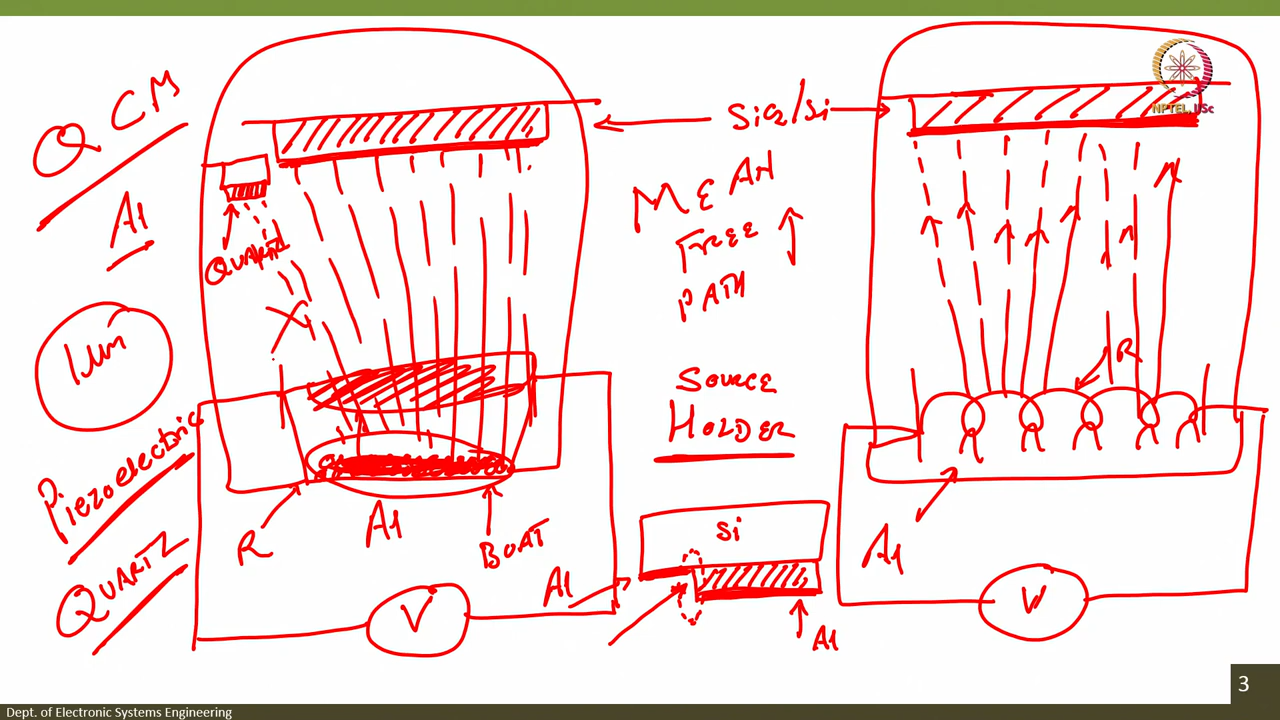 QCM
Al
1µm
Piezoelectric
QUARTZ
QUARTZ
R
Al
BOAT
V
SiO2/Si
MEAN
FREE
PATH
SOURCE
HOLDER
Si
Al
Al
NPTEL IISc
R
Al
V
3
Dept. of Electronic Systems Engineering